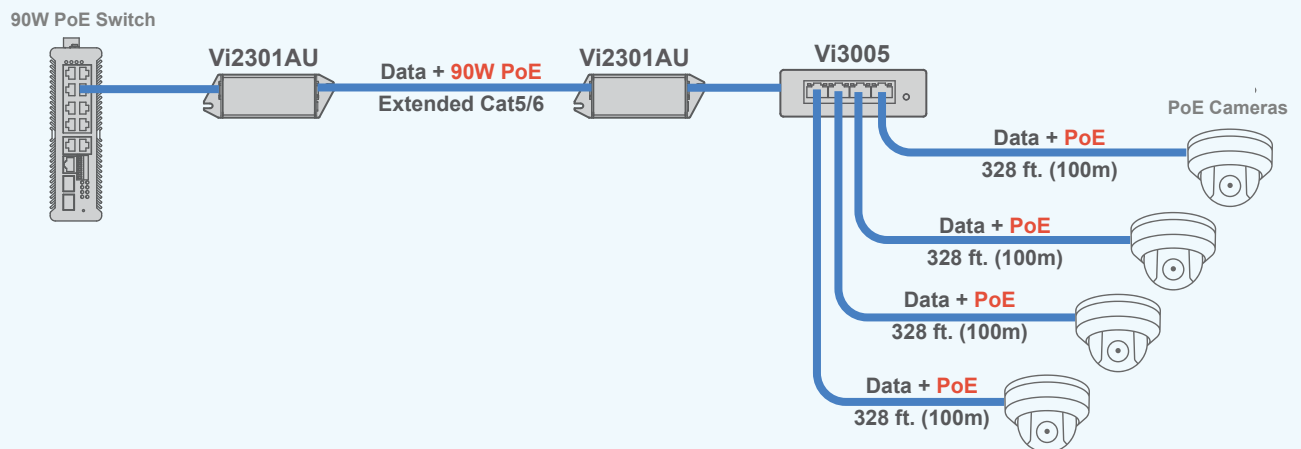 90W PoE Switch
Vi2301AU
Data + 90W PoE
Extended Cat5/6
Vi2301AU
Vi3005
PoE Cameras
Data + PoE
328 ft. (100m)
Data + PoE
328 ft. (100m)
Data + PoE
328 ft. (100m)
Data + PoE
328 ft. (100m)